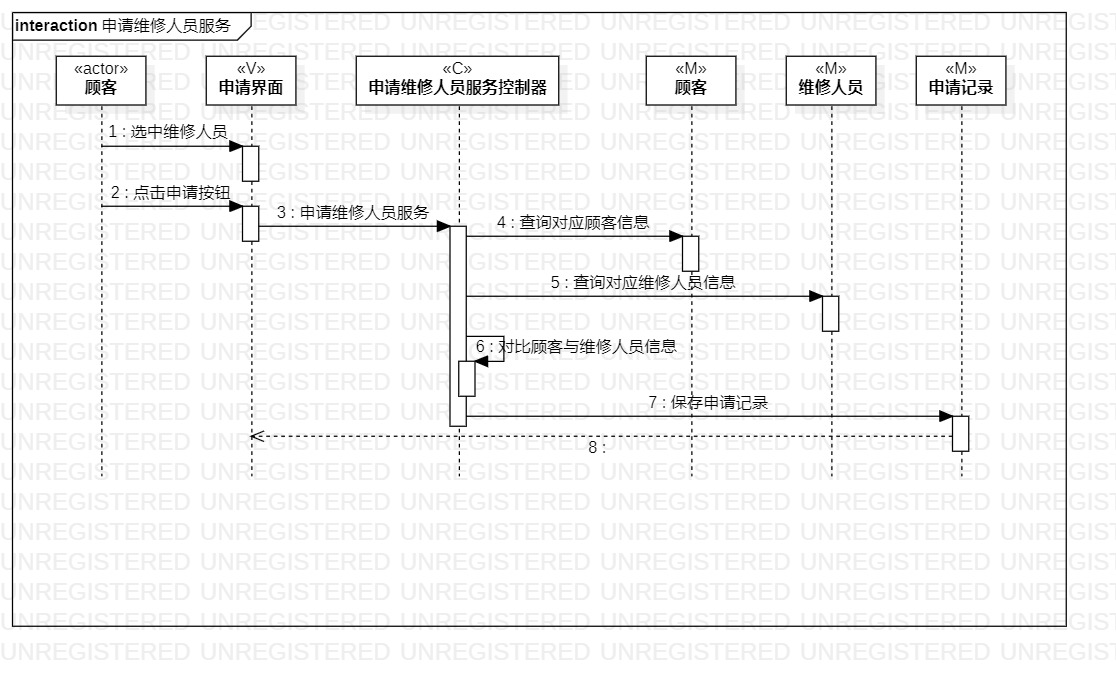 interaction 申请维修人员服务
«actor» «V» «C» «M» «M» «M»
顾客 申请界面 申请维修人员服务控制器 顾客 维修人员 申请记录
1 : 选中维修人员
2 : 点击申请按钮
3 : 申请维修人员服务
4 : 查询对应顾客信息
5 : 查询对应维修人员信息
6 : 对比顾客与维修人员信息
7 : 保存申请记录
8 :
UNREGISTERED